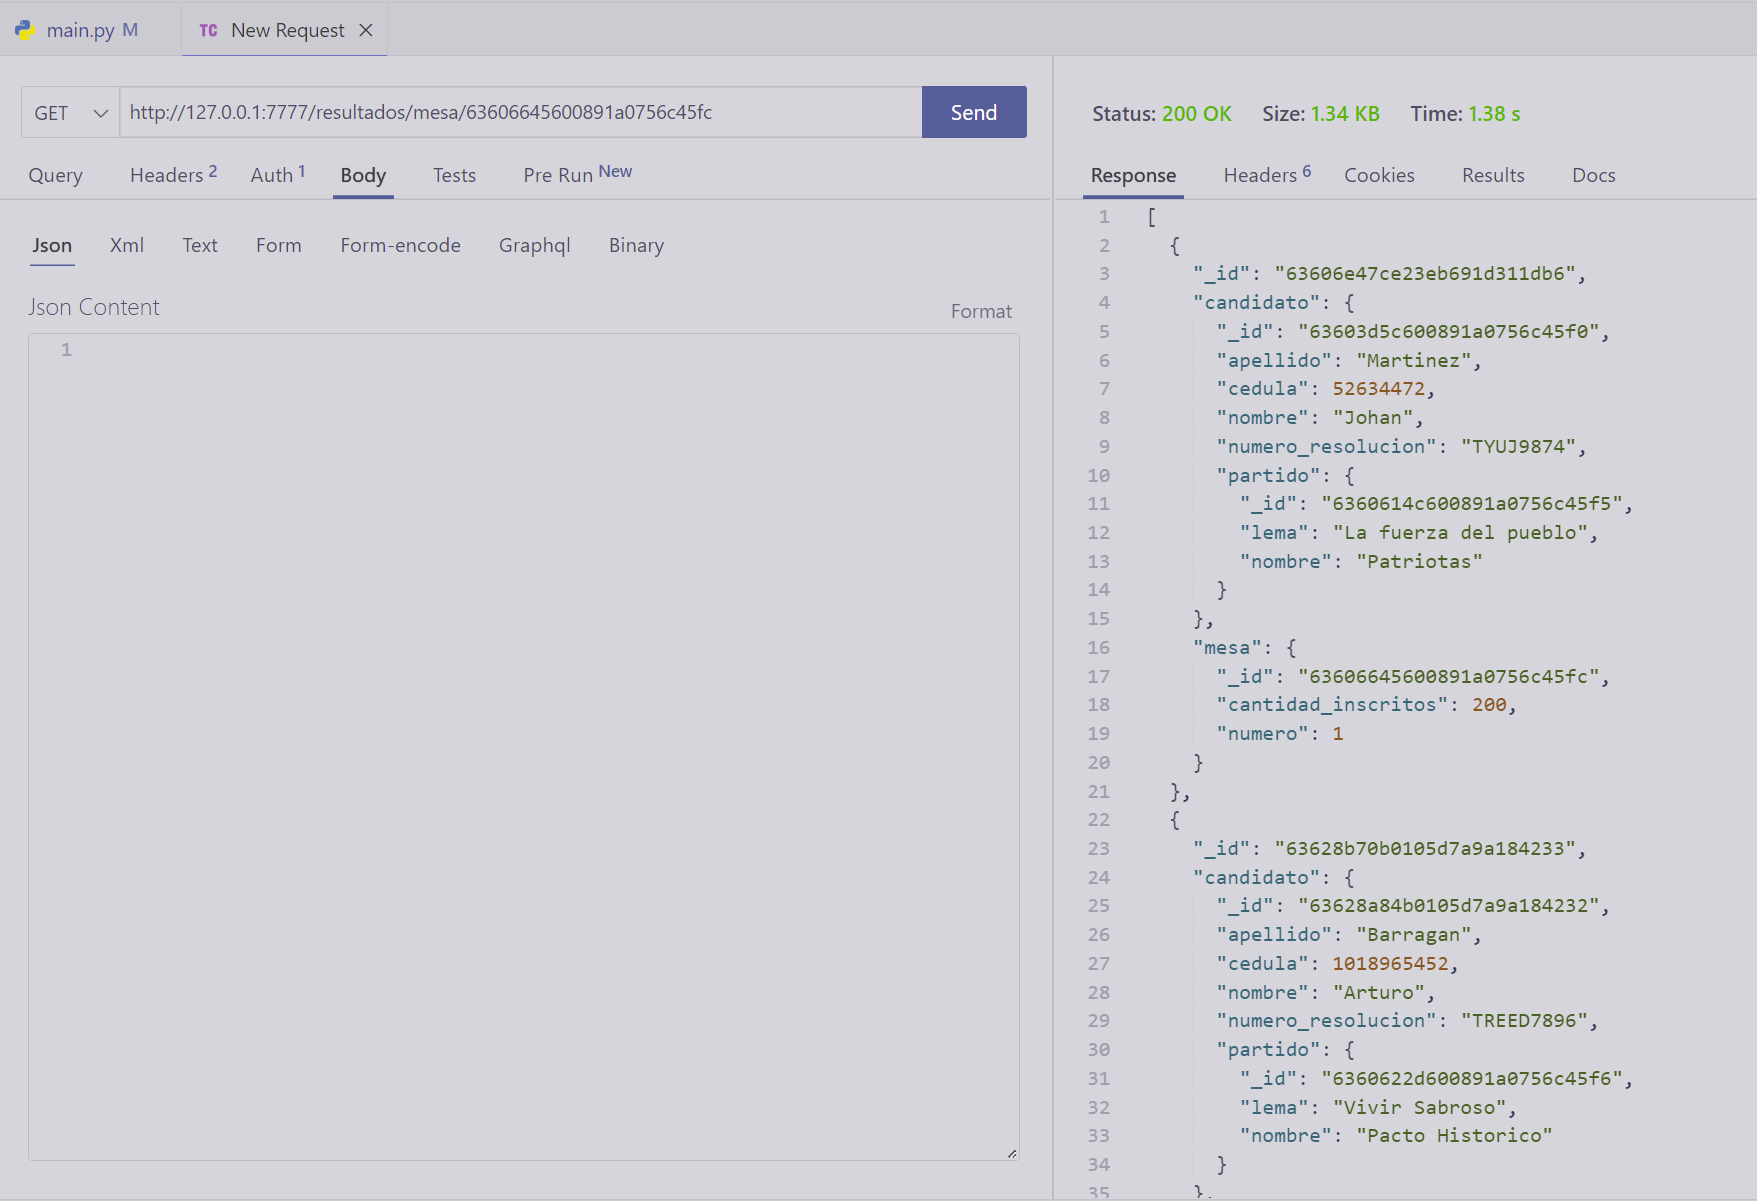 main.py M
TC New Request ×
GET http://127.0.0.1:7777/resultados/mesa/63606645600891a0756c45fc Send
Query Headers 2 Auth 1 Body Tests Pre Run New
Json Xml Text Form Form-encode Graphql Binary
Json Content Format
1
Status: 200 OK Size: 1.34 KB Time: 1.38 s
Response Headers 6 Cookies Results Docs
1 [
2 {
3 "_id": "63606e47ce23eb691d311db6",
4 "candidato": {
5 "_id": "63603d5c600891a0756c45f0",
6 "apellido": "Martinez",
7 "cedula": 52634472,
8 "nombre": "Johan",
9 "numero_resolucion": "TYUJ9874",
10 "partido": {
11 "_id": "6360614c600891a0756c45f5",
12 "lema": "La fuerza del pueblo",
13 "nombre": "Patriotas"
14 }
15 },
16 "mesa": {
17 "_id": "63606645600891a0756c45fc",
18 "cantidad_inscritos": 200,
19 "numero": 1
20 }
21 },
22 {
23 "_id": "63628b70b0105d7a9a184233",
24 "candidato": {
25 "_id": "63628a84b0105d7a9a184232",
26 "apellido": "Barragan",
27 "cedula": 1018965452,
28 "nombre": "Arturo",
29 "numero_resolucion": "TREED7896",
30 "partido": {
31 "_id": "6360622d600891a0756c45f6",
32 "lema": "Vivir Sabroso",
33 "nombre": "Pacto Historico"
34 }
35 },